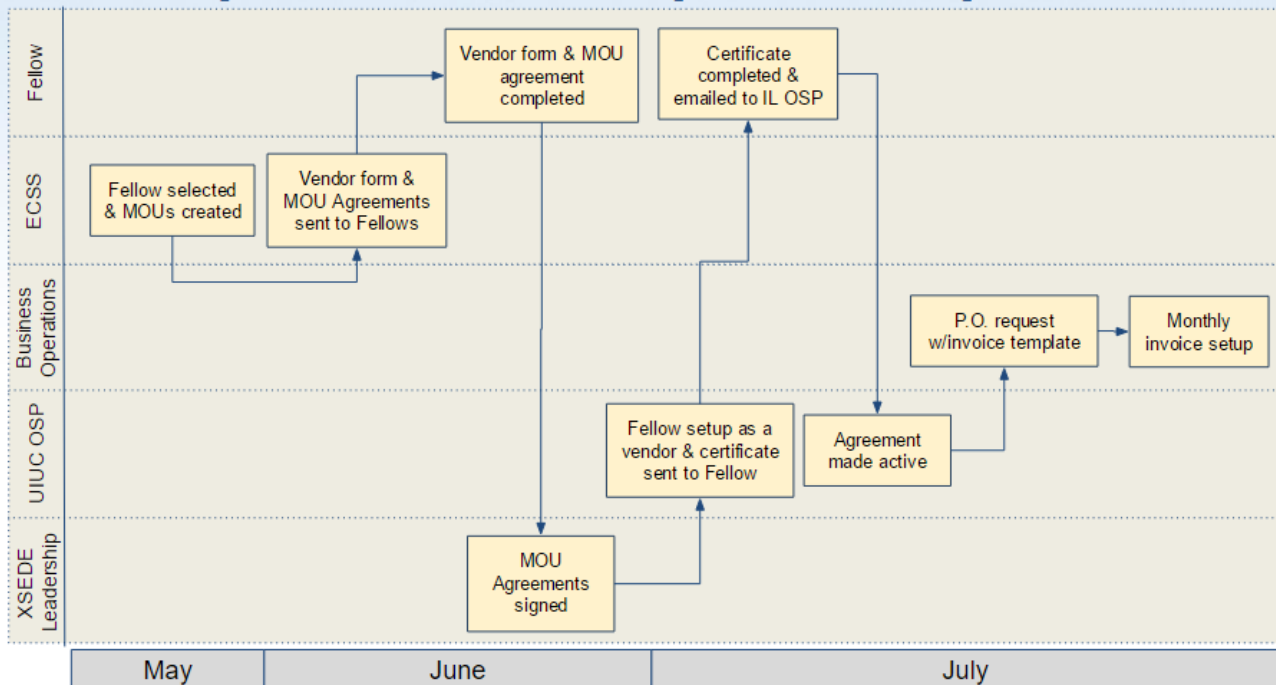 Fellow
Vendor form & MOU
agreement
completed
Certificate
completed &
emailed to IL OSP
ECSS
Fellow selected
& MOUs created
Vendor form &
MOU Agreements
sent to Fellows
Business
Operations
P.O. request
w/invoice template
Monthly
invoice setup
UIUC OSP
Fellow setup as a
vendor & certificate
sent to Fellow
Agreement
made active
XSEDE
Leadership
MOU
Agreements
signed
May
June
July